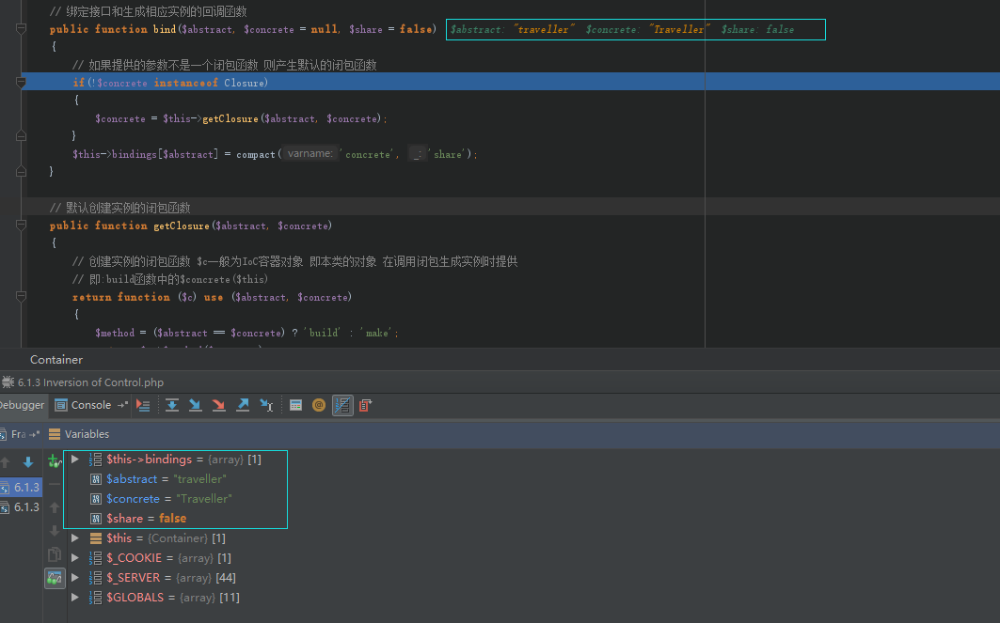 // 绑定接口和生成相应实例的回调函数
public function bind($abstract, $concrete = null, $share = false) $abstract: "traveller" $concrete: "Traveller" $share: false
{
// 如果提供的参数不是一个闭包函数 则产生默认的闭包函数
if(!$concrete instanceof Closure)
{
$concrete = $this->getClosure($abstract, $concrete);
}
$this->bindings[$abstract] = compact( varname: 'concrete', _: 'share');
}
// 默认创建实例的闭包函数
public function getClosure($abstract, $concrete)
{
// 创建实例的闭包函数 $c一般为IoC容器对象 即本类的对象 在调用闭包生成实例时提供
// 即:build函数中的$concrete($this)
return function ($c) use ($abstract, $concrete)
{
$method = ($abstract == $concrete) ? 'build' : 'make';
Container
6.1.3 Inversion of Control.php
Debugger Console
Fra Variables
$this->bindings = {array} [1]
$abstract = "traveller"
6.1.3 $concrete = "Traveller"
6.1.3 $share = false
$this = {Container} [1]
$_COOKIE = {array} [1]
$_SERVER = {array} [44]
$GLOBALS = {array} [11]